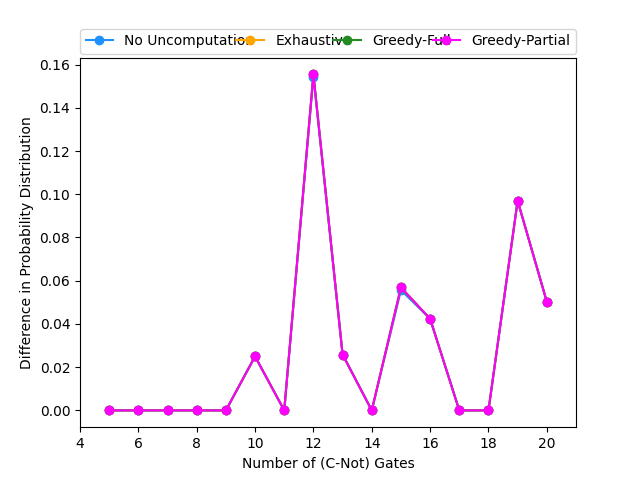 No Uncomputation Exhaustive Greedy-Full Greedy-Partial
0.16
0.14
0.12
0.10
0.08
0.06
0.04
0.02
0.00
Difference in Probability Distribution
4 6 8 10 12 14 16 18 20
Number of (C-Not) Gates